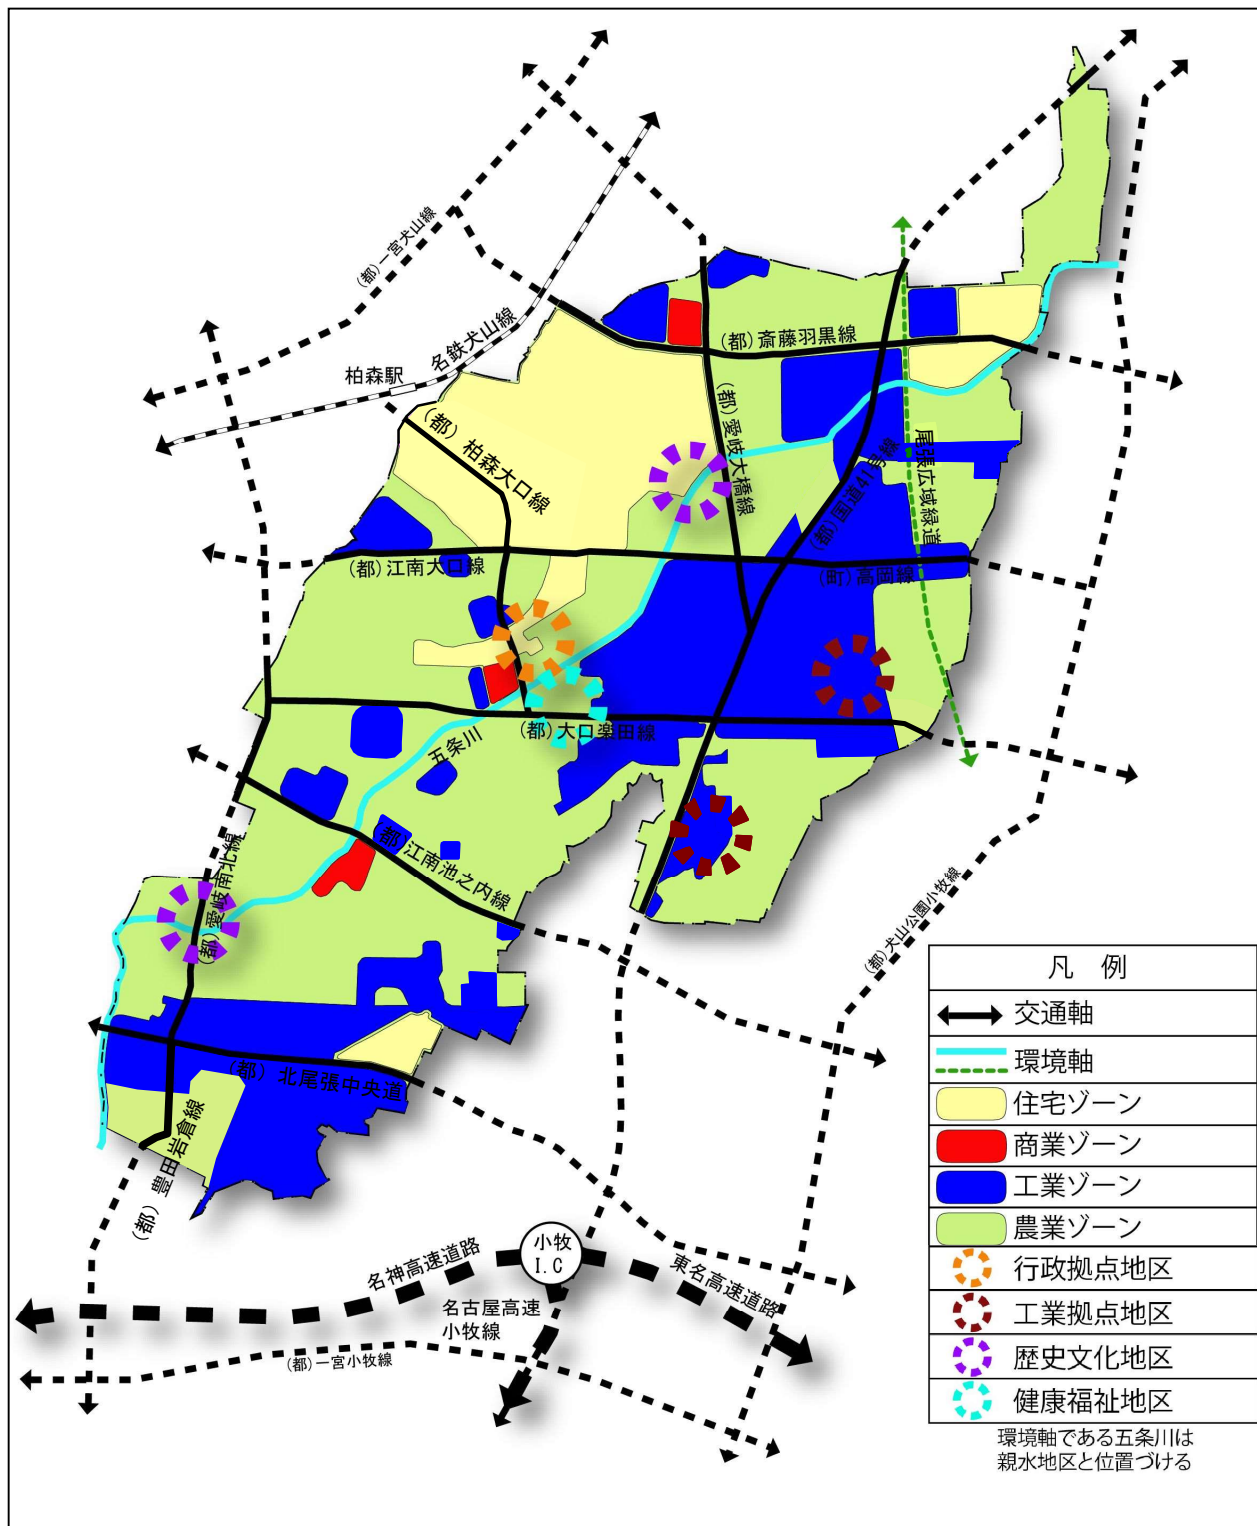 (都)一宮犬山線
名鉄犬山線
柏森駅
(都)斎藤羽黒線
(都)柏森大口線
(都)愛岐大橋線
(都)国道41号線
尾張広域緑道
(都)江南大口線
(町)高岡線
(都)大口楽田線
五条川
(都)江南池之内線
(都)愛岐南北線
(都)犬山公園小牧線
(都)北尾張中央道
(都)豊田岩倉線
名神高速道路
小牧
I.C
東名高速道路
名古屋高速
小牧線
(都)一宮小牧線
凡 例
交通軸
環境軸
住宅ゾーン
商業ゾーン
工業ゾーン
農業ゾーン
行政拠点地区
工業拠点地区
歴史文化地区
健康福祉地区
環境軸である五条川は
親水地区と位置づける